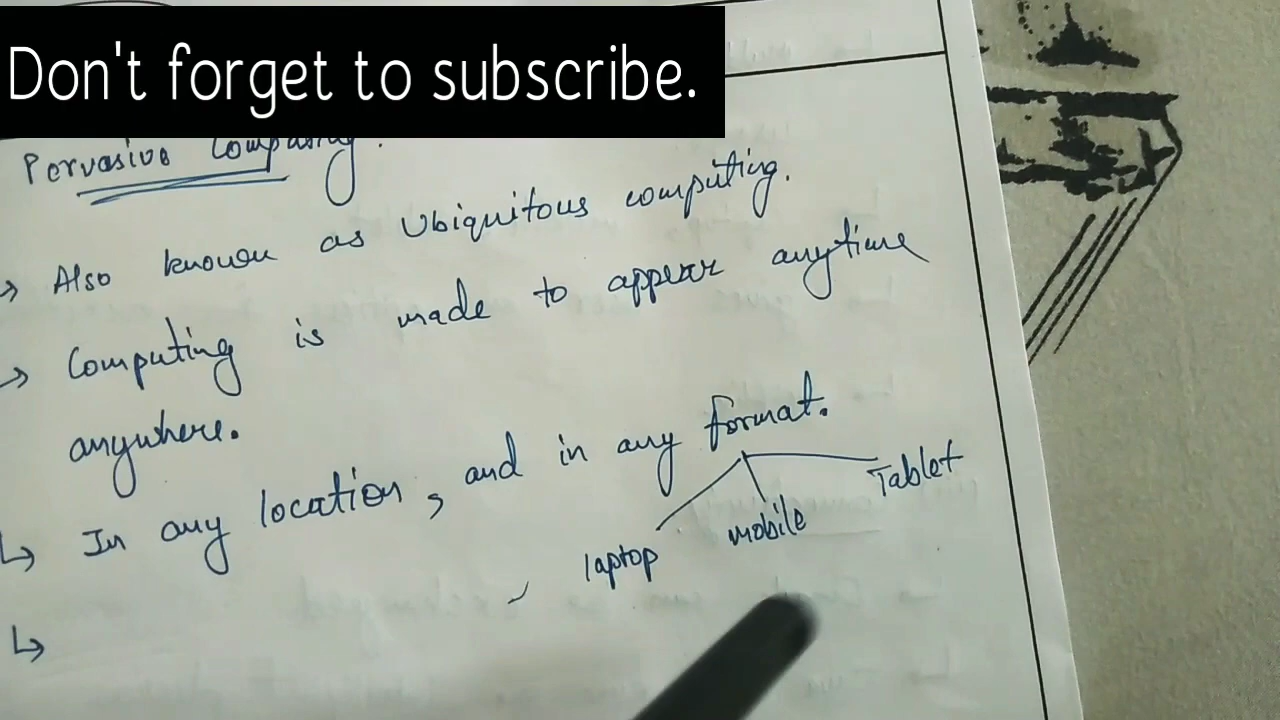 Don't forget to subscribe.
Pervasive Computing.
→ Also known as Ubiquitous computing.
→ Computing is made to appear anytime
anywhere.
↳ In any location, and in any format.
laptop mobile Tablet
↳